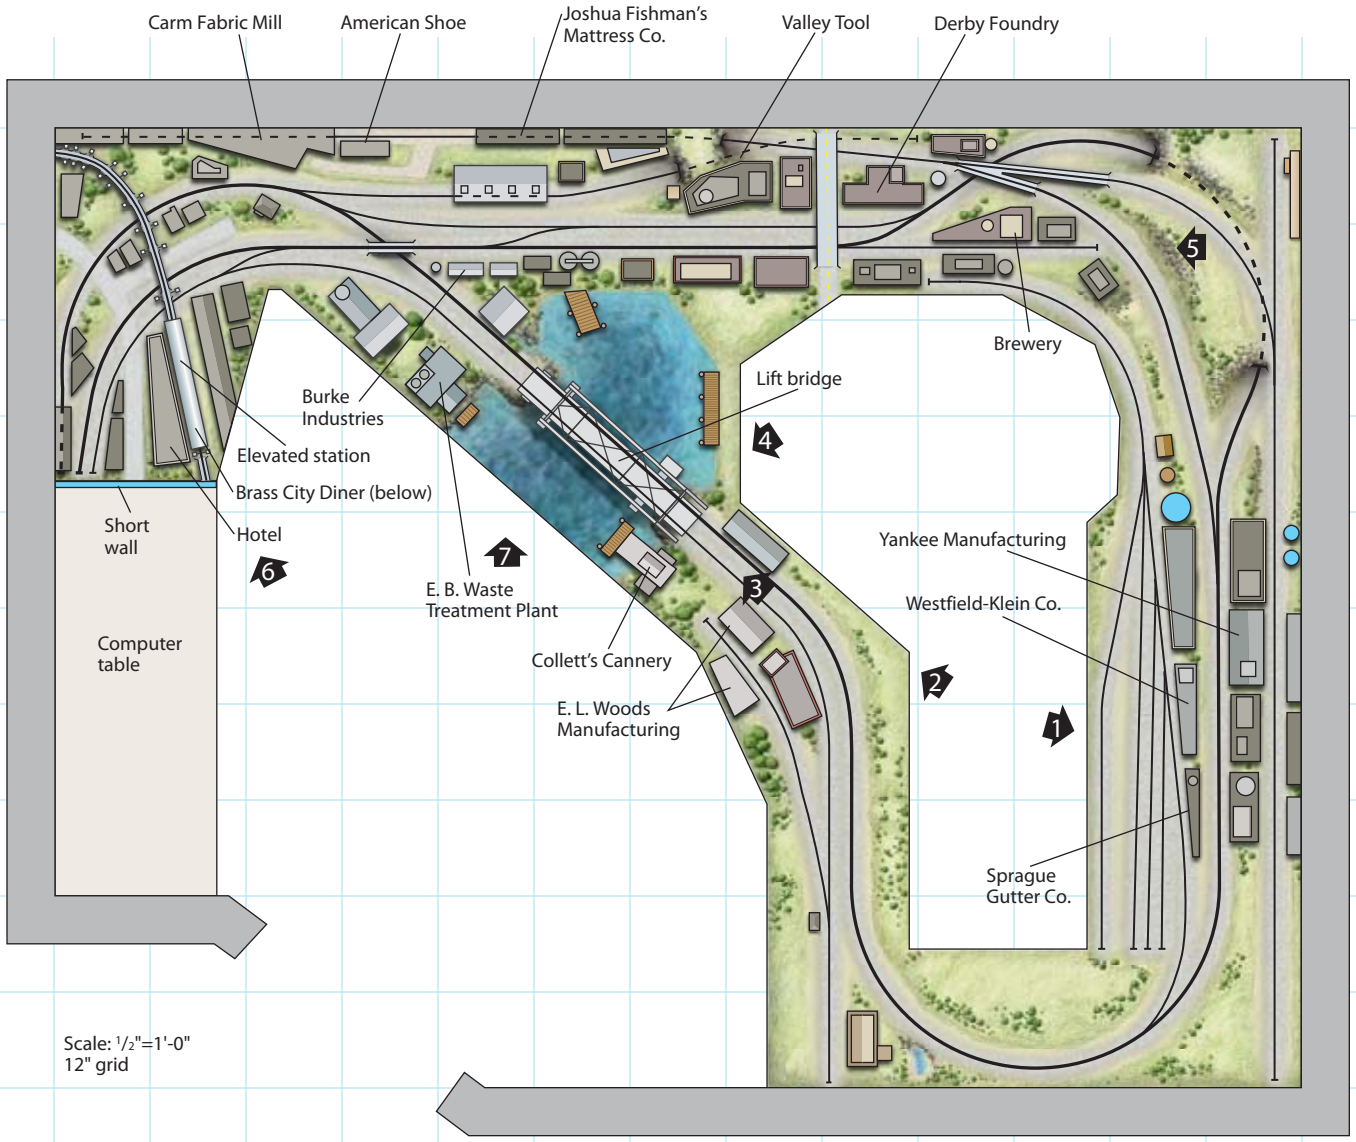 Carm Fabric Mill
American Shoe
Joshua Fishman's
Mattress Co.
Valley Tool
Derby Foundry
5
Brewery
Lift bridge
Burke
Industries
4
Elevated station
Brass City Diner (below)
Short
wall
Hotel
6
7
Yankee Manufacturing
E. B. Waste
Treatment Plant
3
Westfield-Klein Co.
Computer
table
Collett's Cannery
2
E. L. Woods
Manufacturing
1
Sprague
Gutter Co.
Scale: 1/2"=1'-0"
12" grid